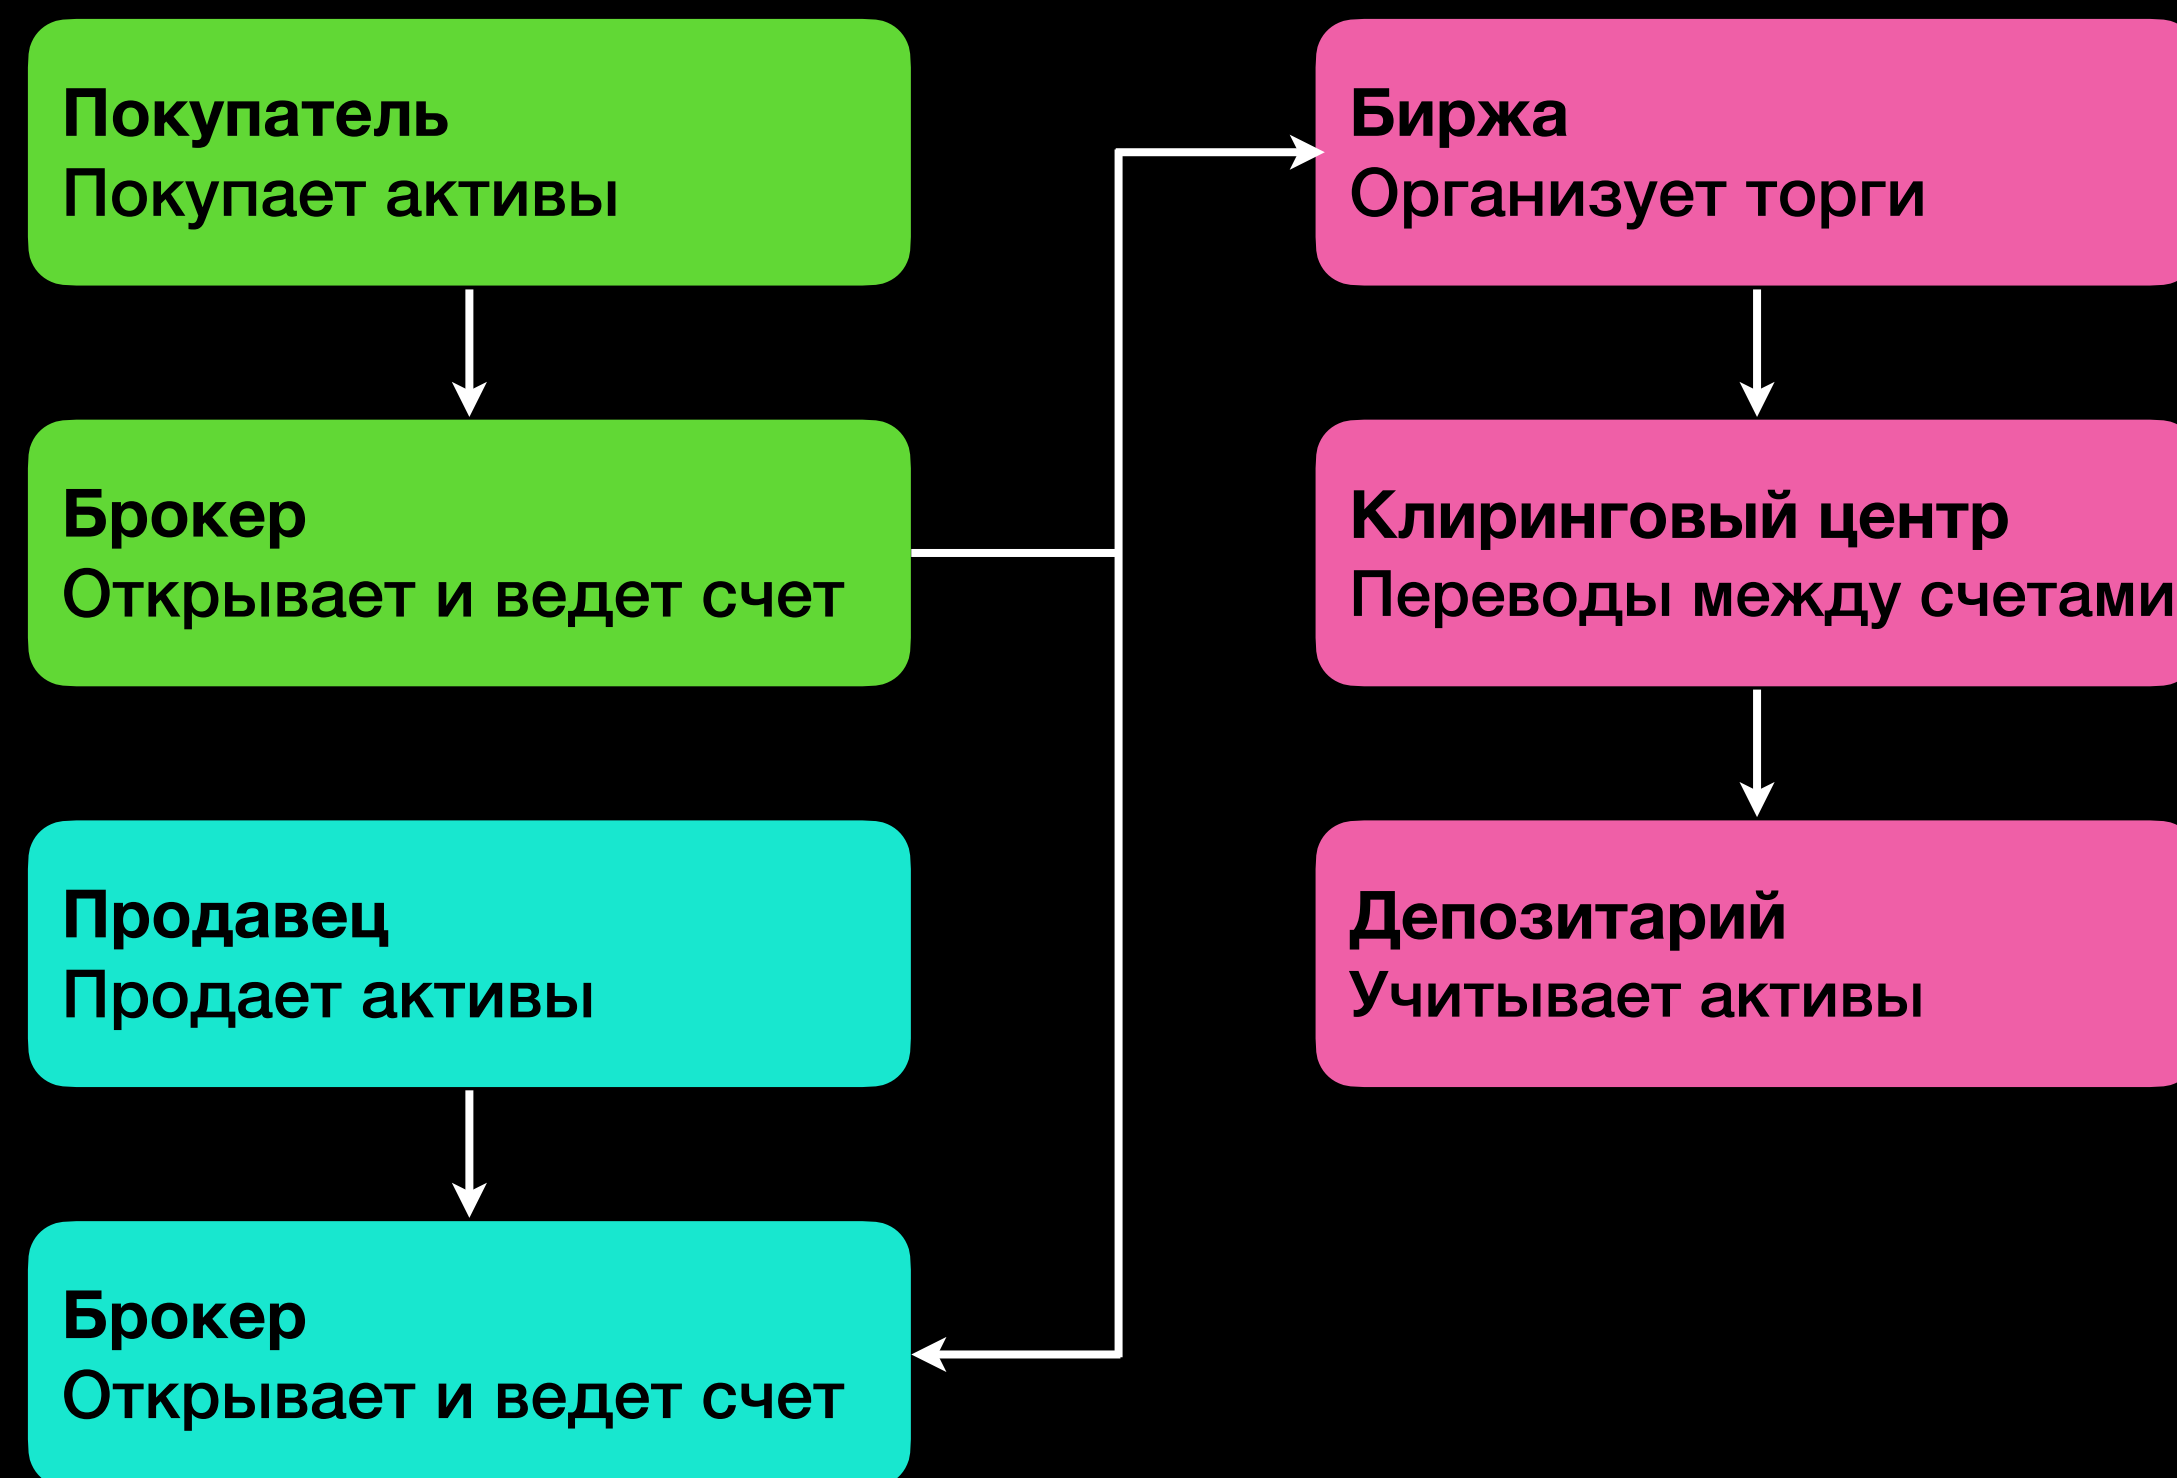 Покупатель
Покупает активы
Брокер
Открывает и ведет счет
Продавец
Продает активы
Брокер
Открывает и ведет счет
Биржа
Организует торги
Клиринговый центр
Переводы между счетами
Депозитарий
Учитывает активы